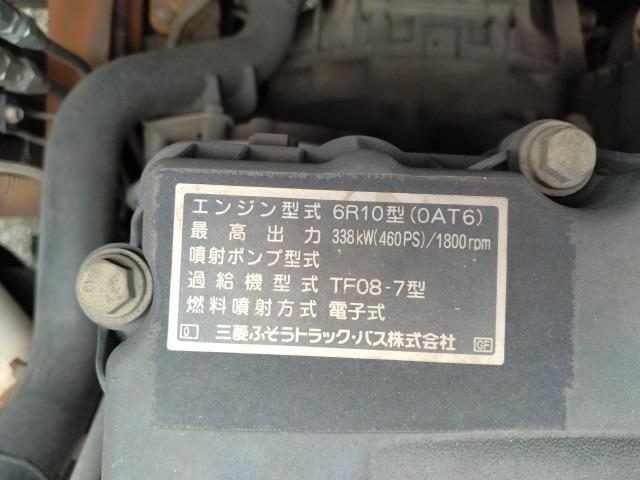 エンジン型式 6R10型(0AT6)
最高出力 338kW(460PS)/1800rpm
噴射ポンプ型式
過給機型式 TF08-7型
燃料噴射方式 電子式
0 三菱ふそうトラック・バス株式会社 GF